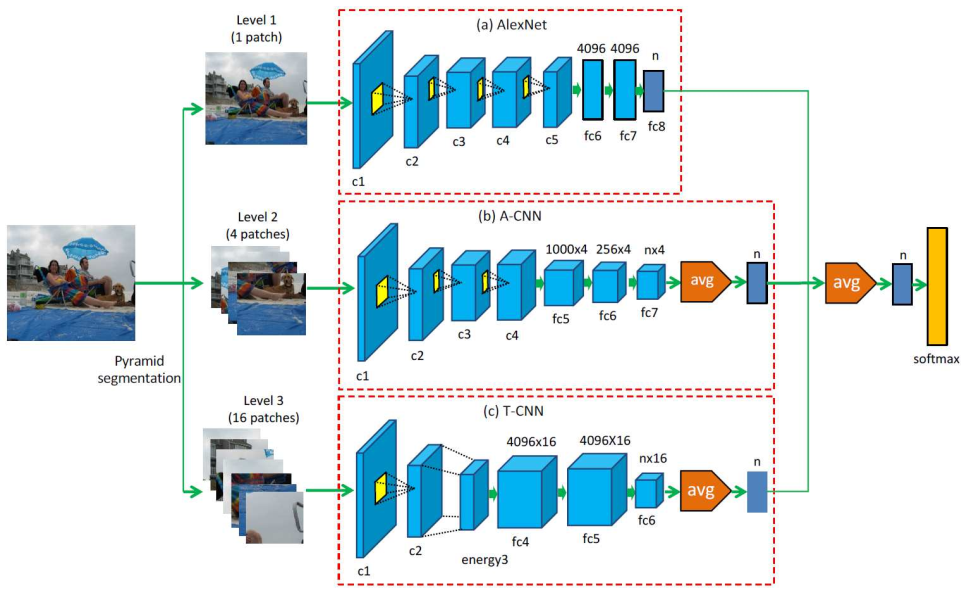 Level 1
(1 patch)
(a) AlexNet
4096
4096
n
c1
c2
c3
c4
c5
fc6
fc7
fc8
Level 2
(4 patches)
(b) A-CNN
1000x4
256x4
nx4
n
n
avg
avg
c1
c2
c3
c4
fc5
fc6
fc7
softmax
Pyramid
segmentation
Level 3
(16 patches)
(c) T-CNN
4096x16
4096X16
nx16
n
avg
c1
c2
energy3
fc4
fc5
fc6